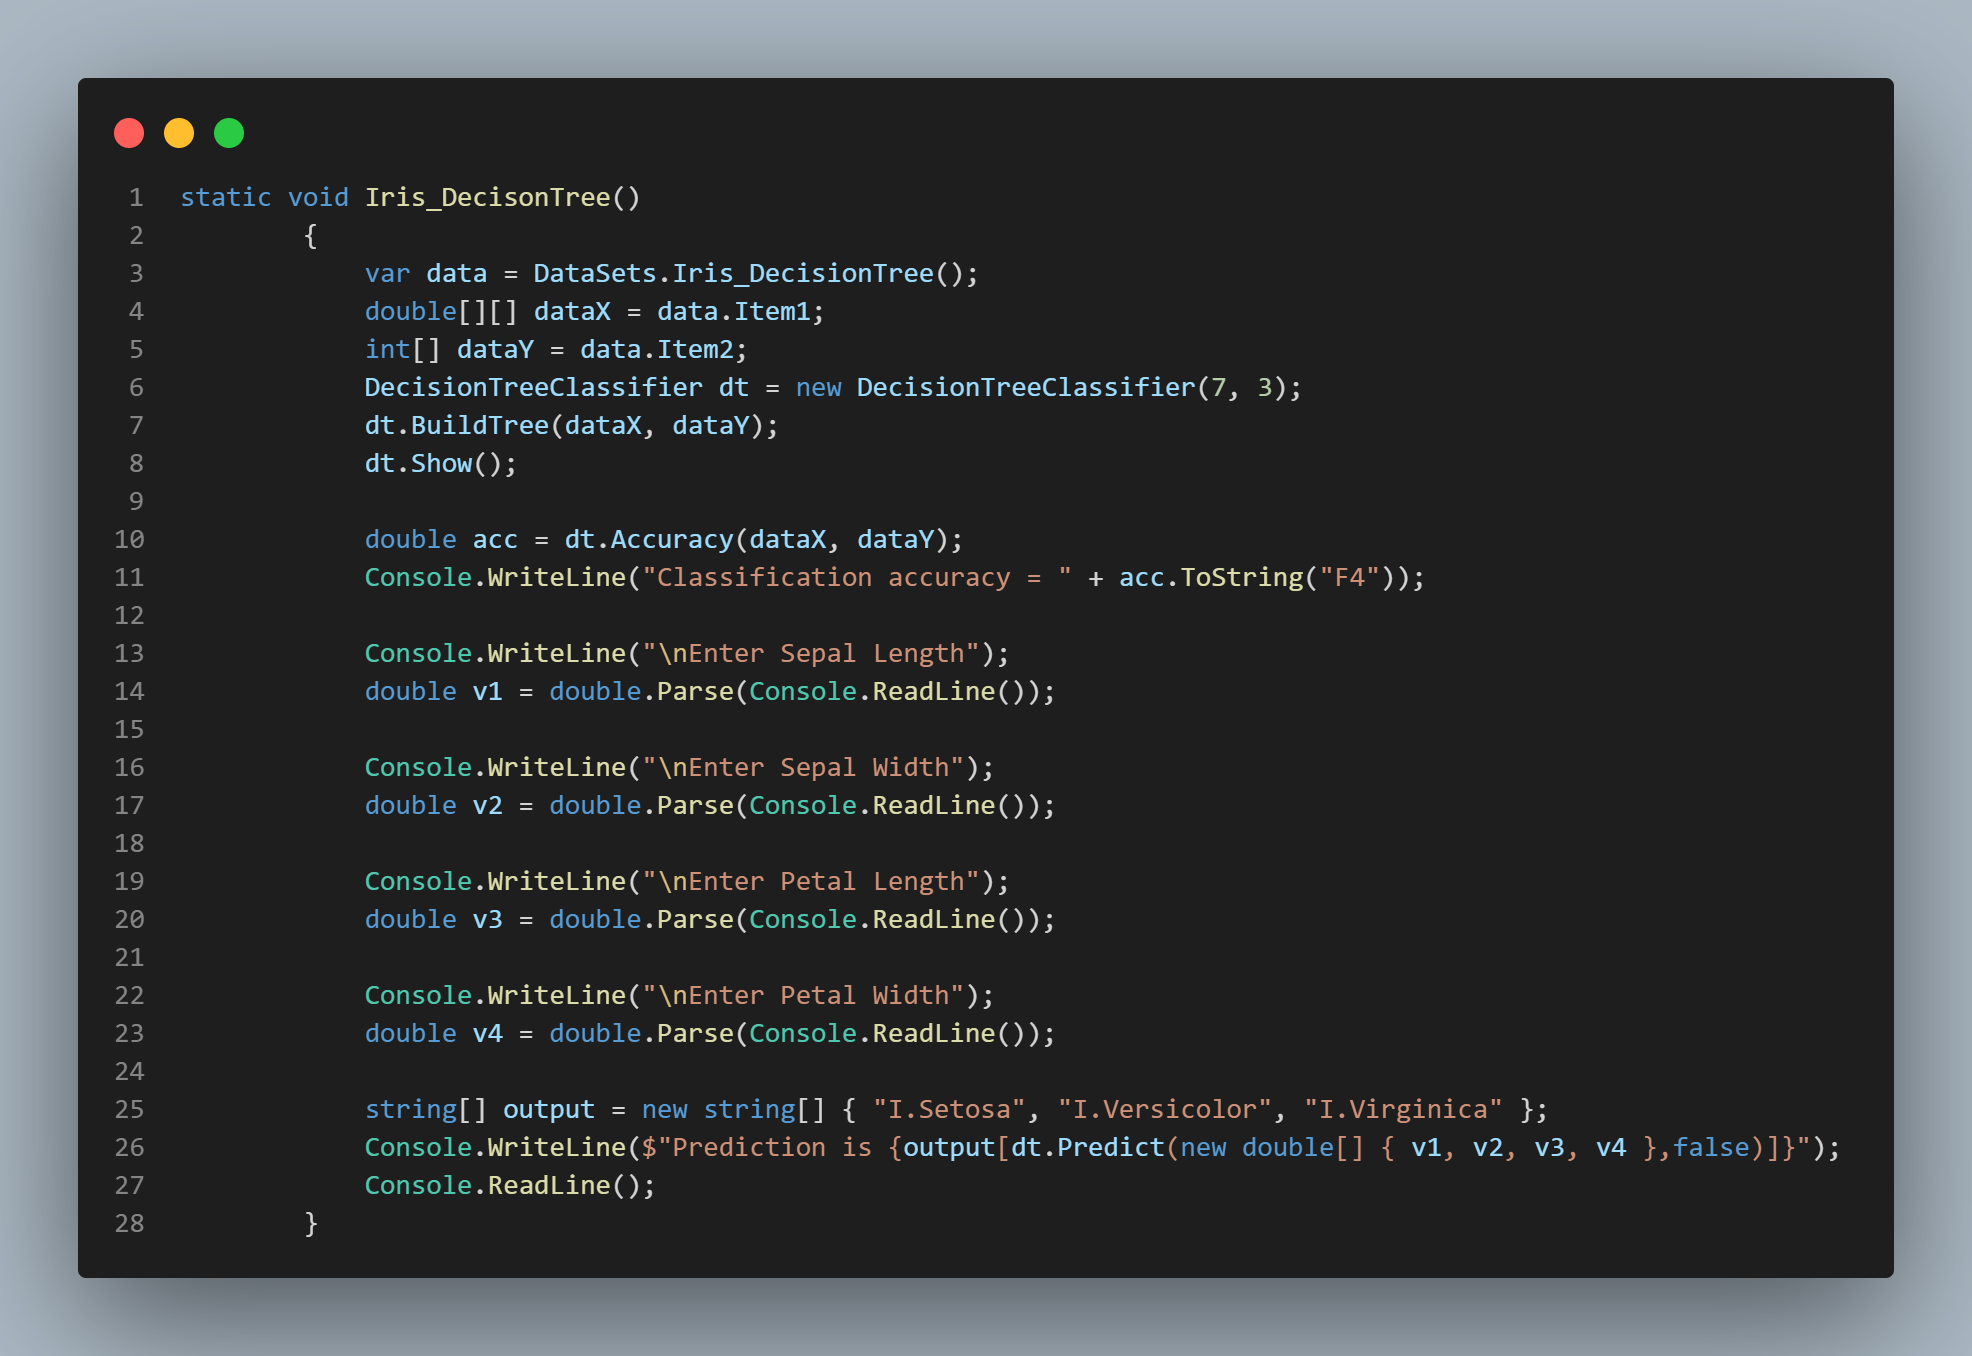 1 static void Iris_DecisonTree()
2 {
3 var data = DataSets.Iris_DecisionTree();
4 double[][] dataX = data.Item1;
5 int[] dataY = data.Item2;
6 DecisionTreeClassifier dt = new DecisionTreeClassifier(7, 3);
7 dt.BuildTree(dataX, dataY);
8 dt.Show();
9
10 double acc = dt.Accuracy(dataX, dataY);
11 Console.WriteLine("Classification accuracy = " + acc.ToString("F4"));
12
13 Console.WriteLine("\nEnter Sepal Length");
14 double v1 = double.Parse(Console.ReadLine());
15
16 Console.WriteLine("\nEnter Sepal Width");
17 double v2 = double.Parse(Console.ReadLine());
18
19 Console.WriteLine("\nEnter Petal Length");
20 double v3 = double.Parse(Console.ReadLine());
21
22 Console.WriteLine("\nEnter Petal Width");
23 double v4 = double.Parse(Console.ReadLine());
24
25 string[] output = new string[] { "I.Setosa", "I.Versicolor", "I.Virginica" };
26 Console.WriteLine($"Prediction is {output[dt.Predict(new double[] { v1, v2, v3, v4 },false)]}");
27 Console.ReadLine();
28 }